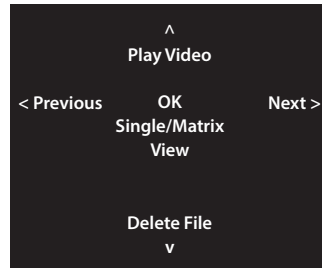 ^
Play Video
< Previous OK Next >
Single/Matrix
View
Delete File
v